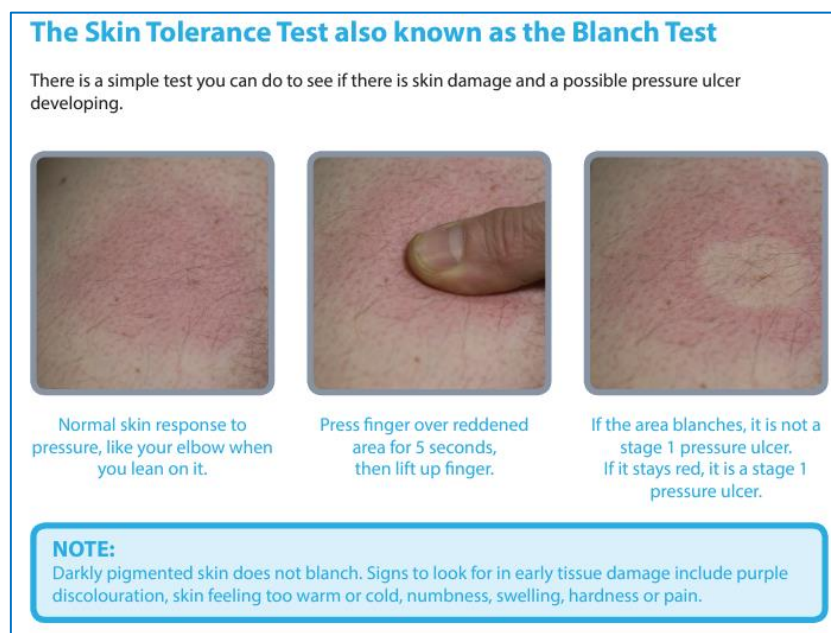 The Skin Tolerance Test also known as the Blanch Test
There is a simple test you can do to see if there is skin damage and a possible pressure ulcer
developing.
Normal skin response to
pressure, like your elbow when
you lean on it.
Press finger over reddened
area for 5 seconds,
then lift up finger.
If the area blanches, it is not a
stage 1 pressure ulcer.
If it stays red, it is a stage 1
pressure ulcer.
NOTE:
Darkly pigmented skin does not blanch. Signs to look for in early tissue damage include purple
discolouration, skin feeling too warm or cold, numbness, swelling, hardness or pain.